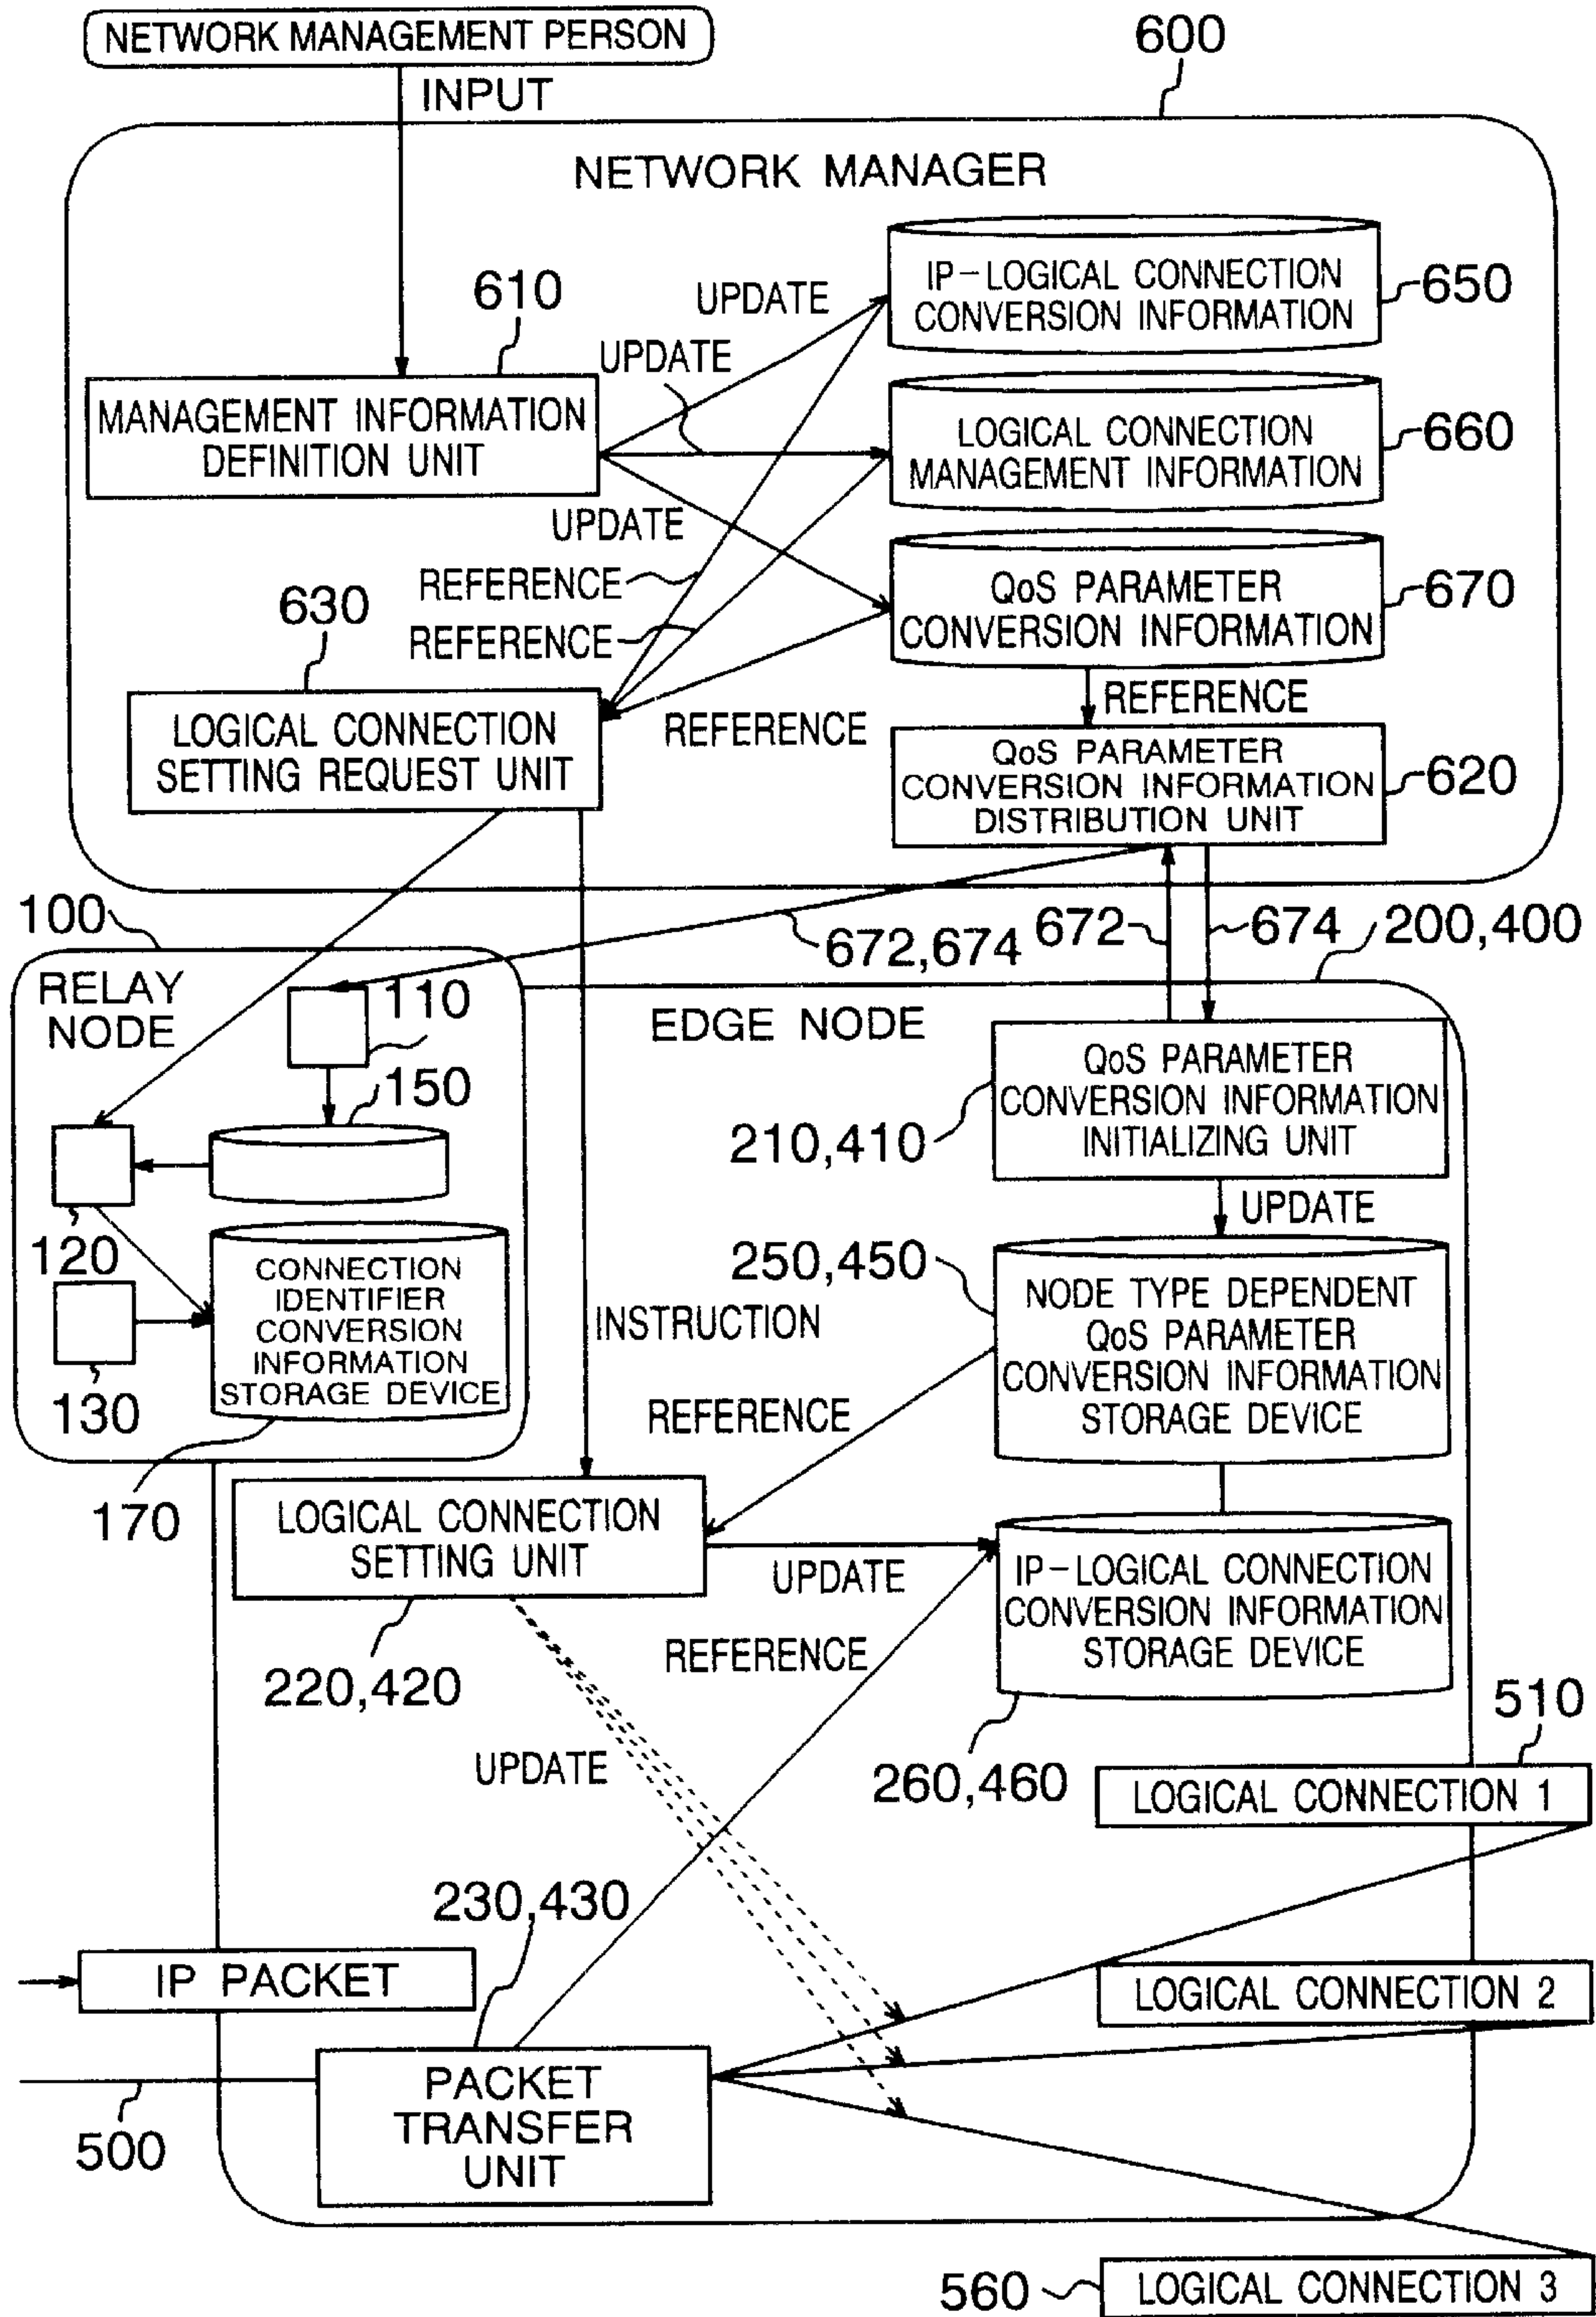 NETWORK MANAGEMENT PERSON
600
INPUT
NETWORK MANAGER
610
UPDATE
IP-LOGICAL CONNECTION
CONVERSION INFORMATION
650
UPDATE
MANAGEMENT INFORMATION
DEFINITION UNIT
LOGICAL CONNECTION
MANAGEMENT INFORMATION
660
UPDATE
REFERENCE
QoS PARAMETER
CONVERSION INFORMATION
670
630
REFERENCE
REFERENCE
LOGICAL CONNECTION
SETTING REQUEST UNIT
REFERENCE
QoS PARAMETER
CONVERSION INFORMATION
DISTRIBUTION UNIT
620
100
672,674
672
674
200,400
RELAY
NODE
110
EDGE NODE
QoS PARAMETER
CONVERSION INFORMATION
INITIALIZING UNIT
150
210,410
UPDATE
120
CONNECTION
IDENTIFIER
CONVERSION
INFORMATION
STORAGE DEVICE
250,450
NODE TYPE DEPENDENT
QoS PARAMETER
CONVERSION INFORMATION
STORAGE DEVICE
INSTRUCTION
130
REFERENCE
170
LOGICAL CONNECTION
SETTING UNIT
UPDATE
IP-LOGICAL CONNECTION
CONVERSION INFORMATION
STORAGE DEVICE
REFERENCE
220,420
510
UPDATE
260,460
LOGICAL CONNECTION 1
230,430
IP PACKET
LOGICAL CONNECTION 2
PACKET
TRANSFER
UNIT
500
560
LOGICAL CONNECTION 3